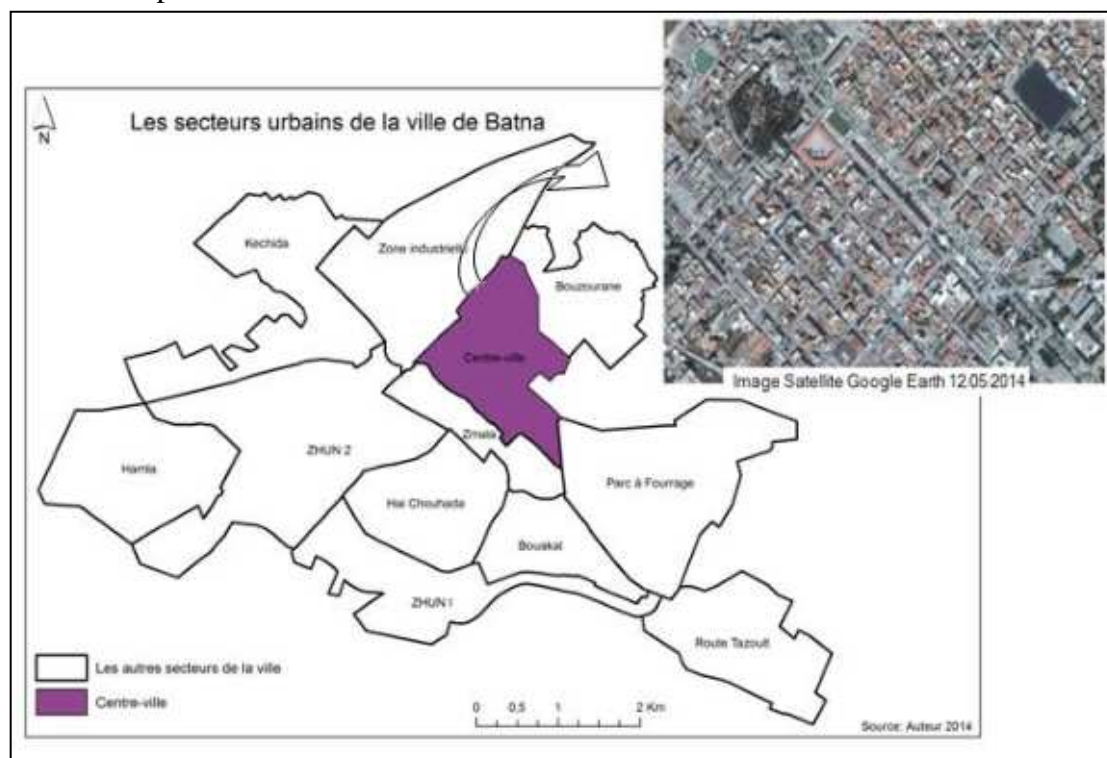 Les secteurs urbains de la ville de Batna
N
Kechida
Zone industrielle
Bouzourane
Centre-ville
Image Satellite Google Earth 12.05.2014
Zmala
ZHUN 2
Hamla
Parc à Fourrage
Hai Chouhada
Bouakal
ZHUN I
Route Tazoult
Les autres secteurs de la ville
Centre-ville
0 0,5 1 2 Km
Source: Auteur 2014